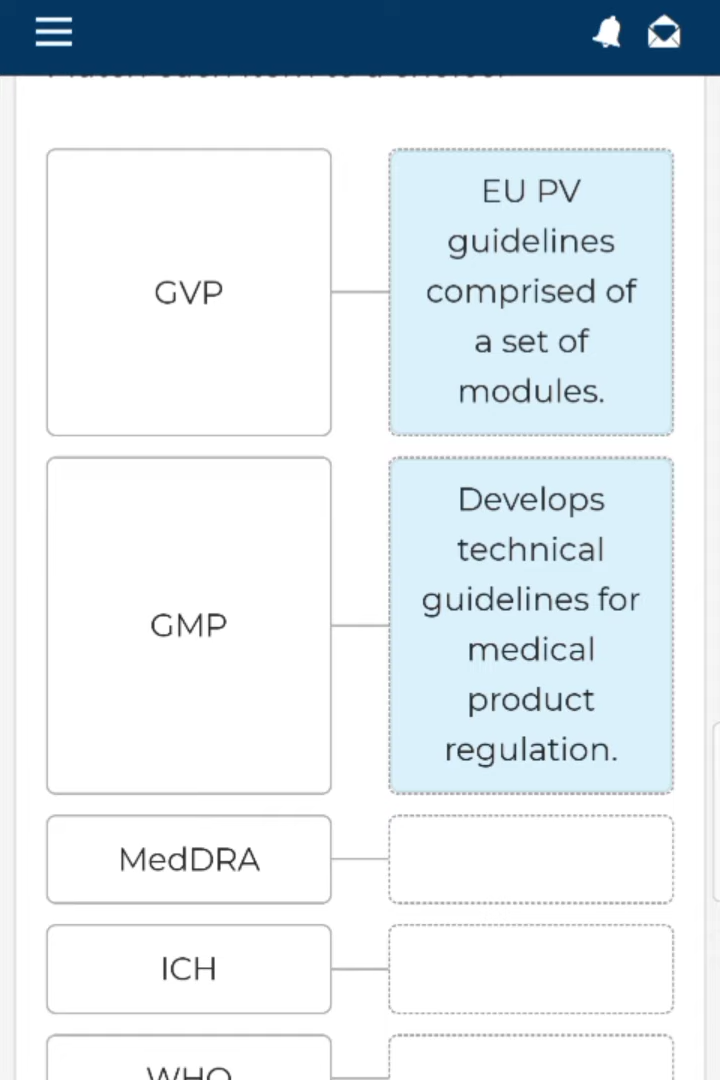 GVP
EU PV
guidelines
comprised of
a set of
modules.
GMP
Develops
technical
guidelines for
medical
product
regulation.
MedDRA
ICH
WHO